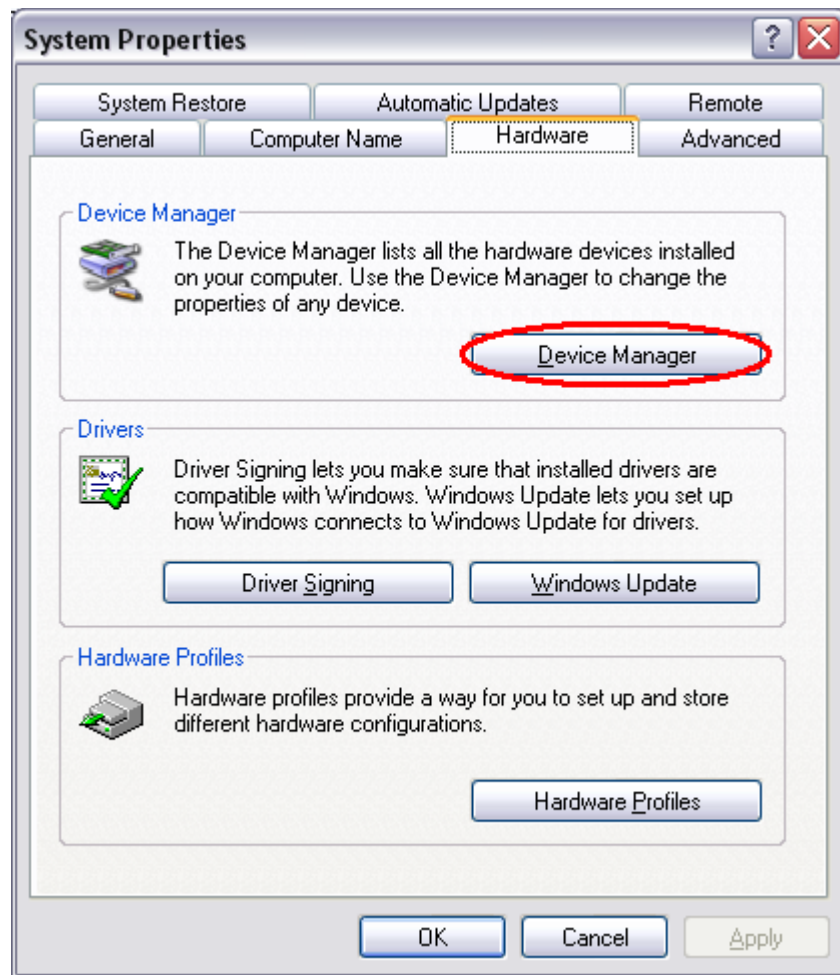 System Properties
System Restore Automatic Updates Remote
General Computer Name Hardware Advanced
Device Manager
The Device Manager lists all the hardware devices installed
on your computer. Use the Device Manager to change the
properties of any device.
Device Manager
Drivers
Driver Signing lets you make sure that installed drivers are
compatible with Windows. Windows Update lets you set up
how Windows connects to Windows Update for drivers.
Driver Signing Windows Update
Hardware Profiles
Hardware profiles provide a way for you to set up and store
different hardware configurations.
Hardware Profiles
OK Cancel Apply